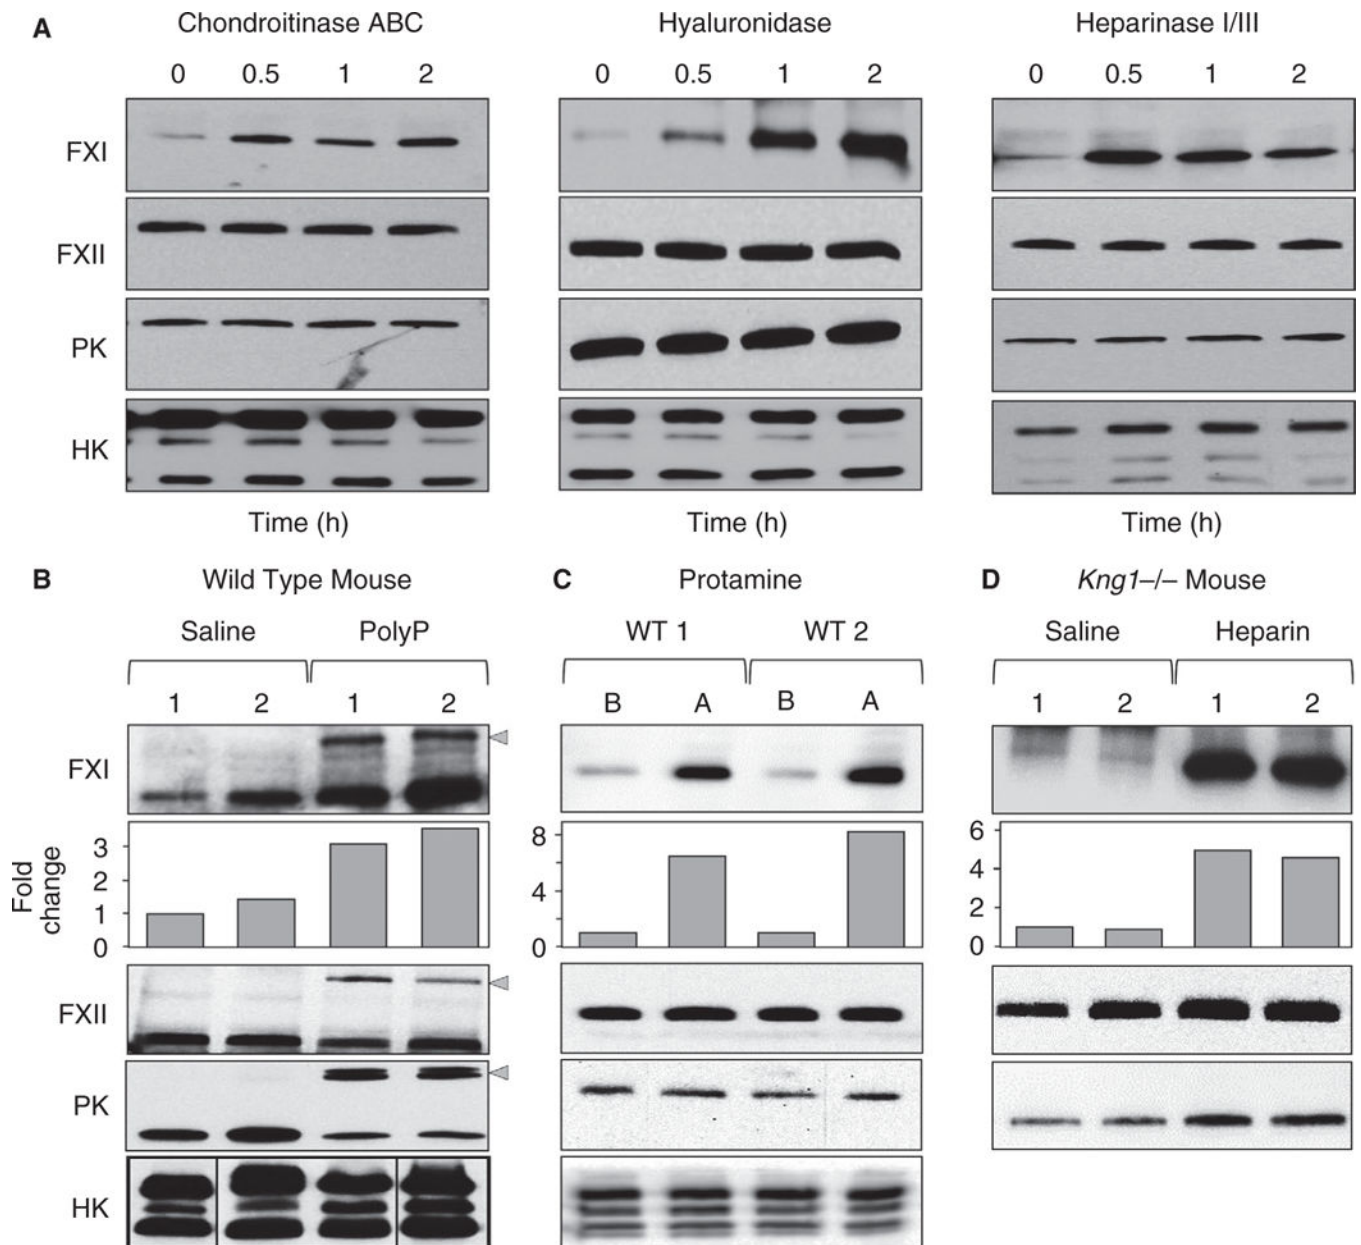 A
Chondroitinase ABC
Hyaluronidase
Heparinase I/III
0 0.5 1 2
0 0.5 1 2
0 0.5 1 2
FXI
FXII
PK
HK
Time (h)
Time (h)
Time (h)
B
Wild Type Mouse
Saline PolyP
1 2 1 2
FXI
Fold
change
3
2
1
0
FXII
PK
HK
C
Protamine
WT 1 WT 2
B A B A
8
4
0
D
Kng1–/– Mouse
Saline Heparin
1 2 1 2
6
4
2
0